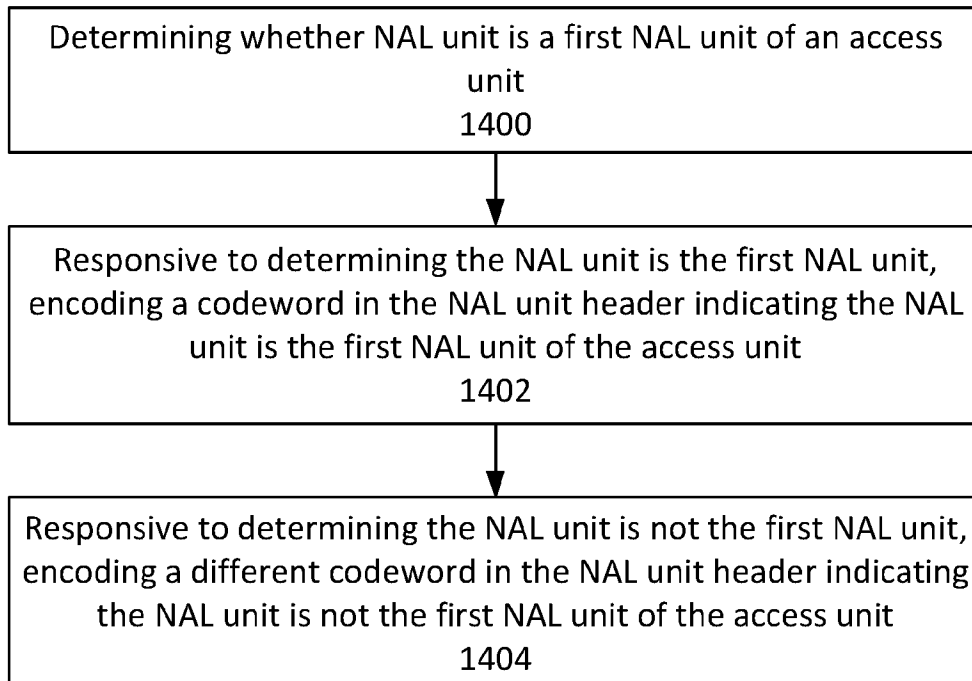 Determining whether NAL unit is a first NAL unit of an access
unit
1400
Responsive to determining the NAL unit is the first NAL unit,
encoding a codeword in the NAL unit header indicating the NAL
unit is the first NAL unit of the access unit
1402
Responsive to determining the NAL unit is not the first NAL unit,
encoding a different codeword in the NAL unit header indicating
the NAL unit is not the first NAL unit of the access unit
1404